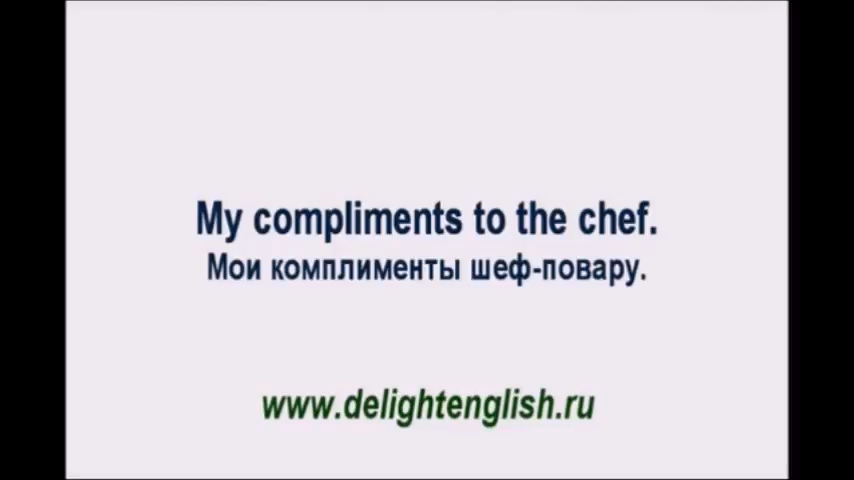 My compliments to the chef.
Мои комплименты шеф-повару.
www.delightenglish.ru